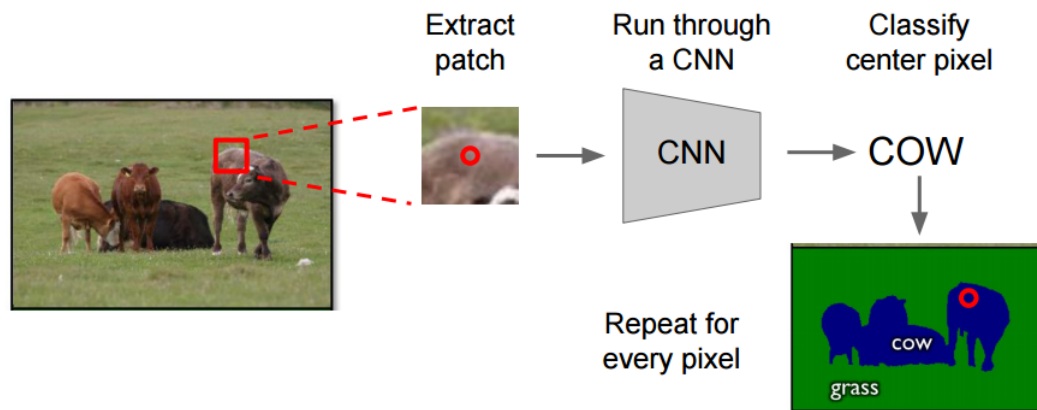 Extract
patch
Run through
a CNN
Classify
center pixel
CNN
COW
Repeat for
every pixel
cow
grass